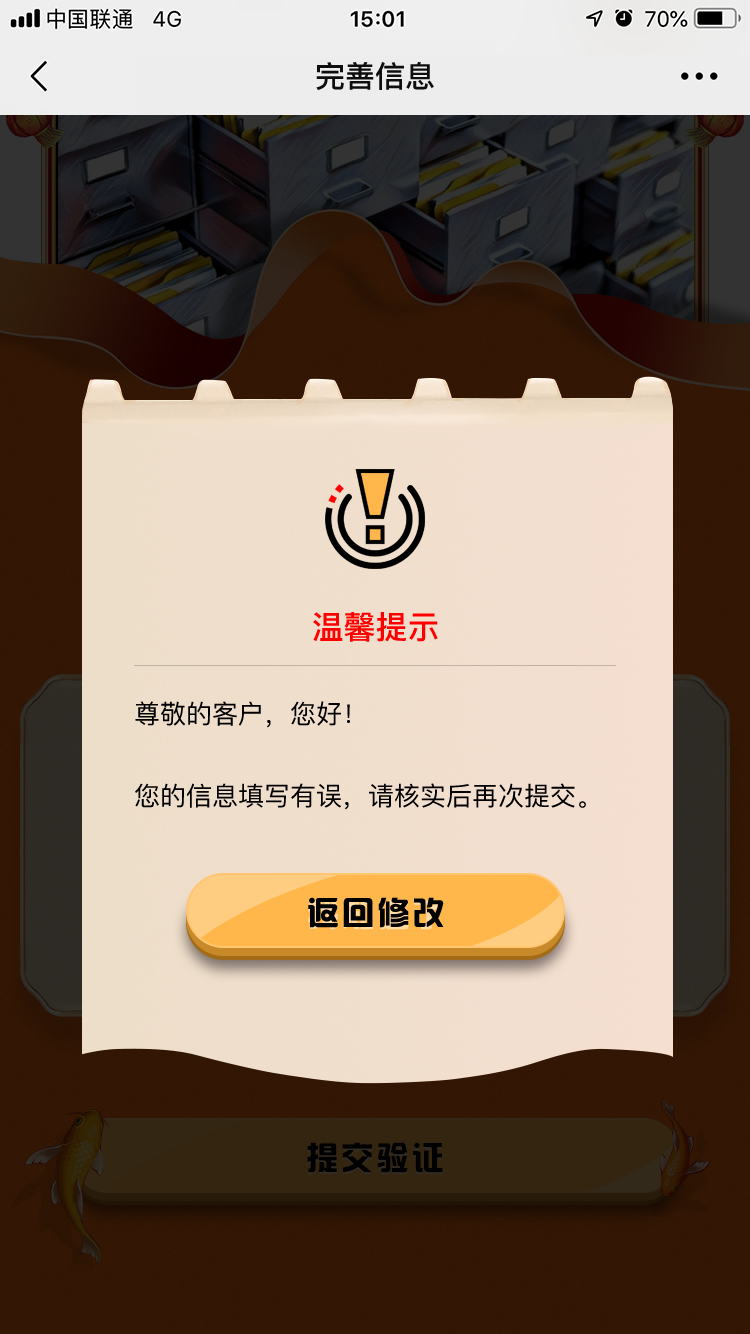 中国联通 4G 15:01 70%
完善信息
温馨提示
尊敬的客户，您好！
您的信息填写有误，请核实后再次提交。
返回修改
提交验证